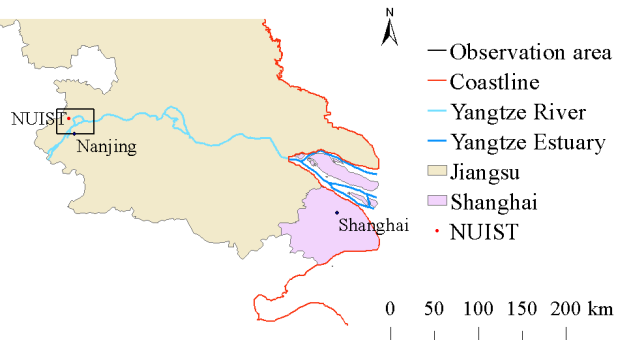 N
Observation area
Coastline
Yangtze River
NUIST
Yangtze Estuary
Nanjing
Jiangsu
Shanghai
Shanghai
NUIST
0 50 100 150 200 km